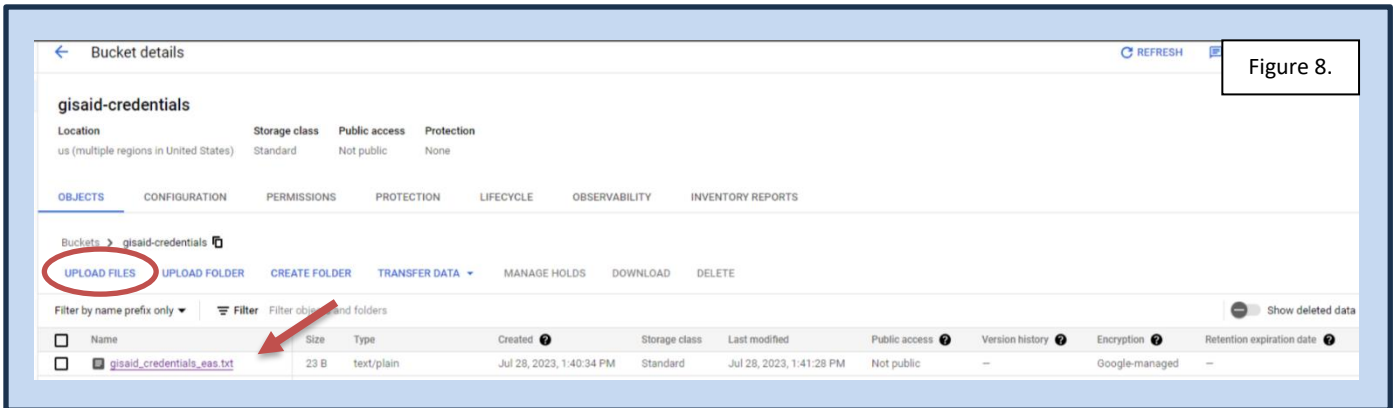 Bucket details
REFRESH
Figure 8.
gisaid-credentials
Location Storage class Public access Protection
us (multiple regions in United States) Standard Not public None
OBJECTS CONFIGURATION PERMISSIONS PROTECTION LIFECYCLE OBSERVABILITY INVENTORY REPORTS
Buckets > gisaid-credentials
UPLOAD FILES UPLOAD FOLDER CREATE FOLDER TRANSFER DATA MANAGE HOLDS DOWNLOAD DELETE
Filter by name prefix only Filter Filter objects and folders Show deleted data
Name Size Type Created Storage class Last modified Public access Version history Encryption Retention expiration date
gisaid_credentials_eas.txt 23 B text/plain Jul 28, 2023, 1:40:34 PM Standard Jul 28, 2023, 1:41:28 PM Not public — Google-managed —